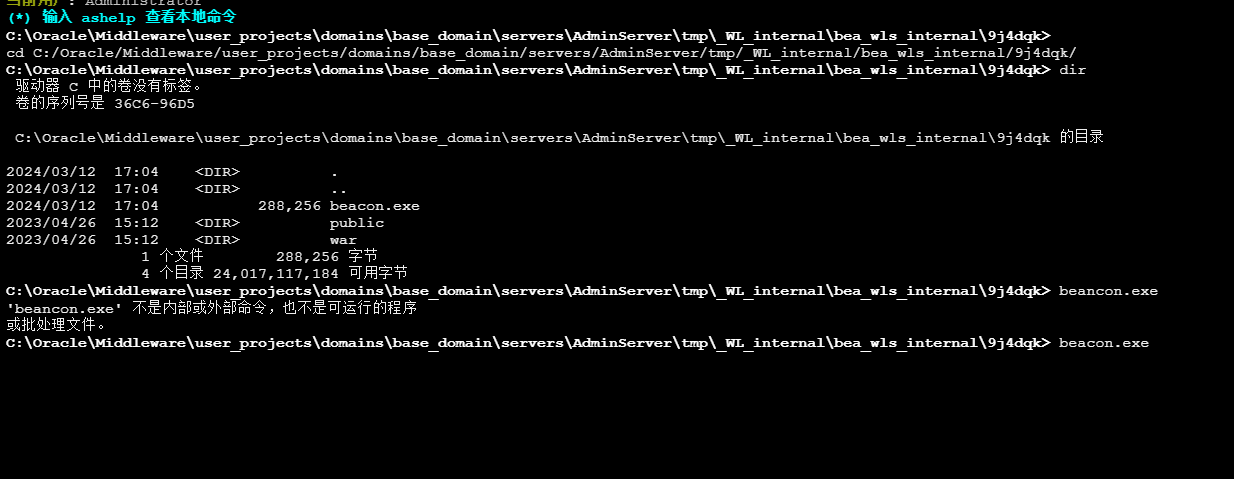 当前用户: Administrator
(*) 输入 ashelp 查看本地命令
C:\Oracle\Middleware\user_projects\domains\base_domain\servers\AdminServer\tmp\_WL_internal\bea_wls_internal\9j4dqk>
cd C:/Oracle/Middleware/user_projects/domains/base_domain/servers/AdminServer/tmp/_WL_internal/bea_wls_internal/9j4dqk/
C:\Oracle\Middleware\user_projects\domains\base_domain\servers\AdminServer\tmp\_WL_internal\bea_wls_internal\9j4dqk> dir
驱动器 C 中的卷没有标签。
卷的序列号是 36C6-96D5
C:\Oracle\Middleware\user_projects\domains\base_domain\servers\AdminServer\tmp\_WL_internal\bea_wls_internal\9j4dqk 的目录
2024/03/12  17:04    <DIR>          .
2024/03/12  17:04    <DIR>          ..
2024/03/12  17:04           288,256 beacon.exe
2023/04/26  15:12    <DIR>          public
2023/04/26  15:12    <DIR>          war
1 个文件        288,256 字节
4 个目录 24,017,117,184 可用字节
C:\Oracle\Middleware\user_projects\domains\base_domain\servers\AdminServer\tmp\_WL_internal\bea_wls_internal\9j4dqk> beancon.exe
'beancon.exe' 不是内部或外部命令，也不是可运行的程序
或批处理文件。
C:\Oracle\Middleware\user_projects\domains\base_domain\servers\AdminServer\tmp\_WL_internal\bea_wls_internal\9j4dqk> beacon.exe